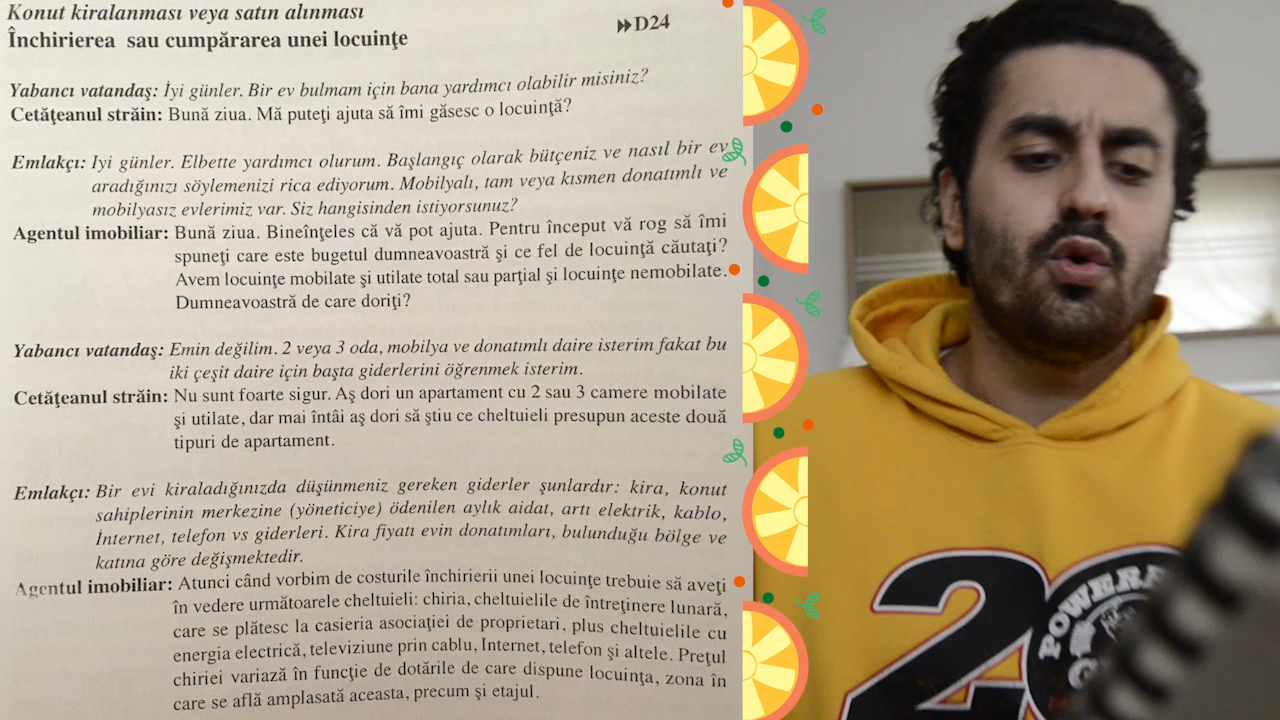 Konut kiralanması veya satın alınması
Închirierea sau cumpărarea unei locuinţe
D24
Yabancı vatandaş: İyi günler. Bir ev bulmam için bana yardımcı olabilir misiniz?
Cetăţeanul străin: Bună ziua. Mă puteţi ajuta să îmi găsesc o locuinţă?
Emlakçı: Iyi günler. Elbette yardımcı olurum. Başlangıç olarak bütçeniz ve nasıl bir ev
aradığınızı söylemenizi rica ediyorum. Mobilyalı, tam veya kısmen donatımlı ve
mobilyasız evlerimiz var. Siz hangisinden istiyorsunuz?
Agentul imobiliar: Bună ziua. Bineînţeles că vă pot ajuta. Pentru început vă rog să îmi
spuneţi care este bugetul dumneavoastră şi ce fel de locuinţă căutaţi?
Avem locuinţe mobilate şi utilate total sau parţial şi locuinţe nemobilate.
Dumneavoastră de care doriţi?
Yabancı vatandaş: Emin değilim. 2 veya 3 oda, mobilya ve donatımlı daire isterim fakat bu
iki çeşit daire için başta giderlerini öğrenmek isterim.
Cetăţeanul străin: Nu sunt foarte sigur. Aş dori un apartament cu 2 sau 3 camere mobilate
şi utilate, dar mai întâi aş dori să ştiu ce cheltuieli presupun aceste două
tipuri de apartament.
Emlakçı: Bir evi kiraladığınızda düşünmeniz gereken giderler şunlardır: kira, konut
sahiplerinin merkezine (yöneticiye) ödenilen aylık aidat, artı elektrik, kablo,
İnternet, telefon vs giderleri. Kira fiyatı evin donatımları, bulunduğu bölge ve
katına göre değişmektedir.
Agentul imobiliar: Atunci când vorbim de costurile închirierii unei locuinţe trebuie să aveţi
în vedere următoarele cheltuieli: chiria, cheltuielile de întreţinere lunară,
care se plătesc la casieria asociaţiei de proprietari, plus cheltuielile cu
energia electrică, televiziune prin cablu, Internet, telefon şi altele. Preţul
chiriei variază în funcţie de dotările de care dispune locuinţa, zona în
care se află amplasată aceasta, precum şi etajul.
2